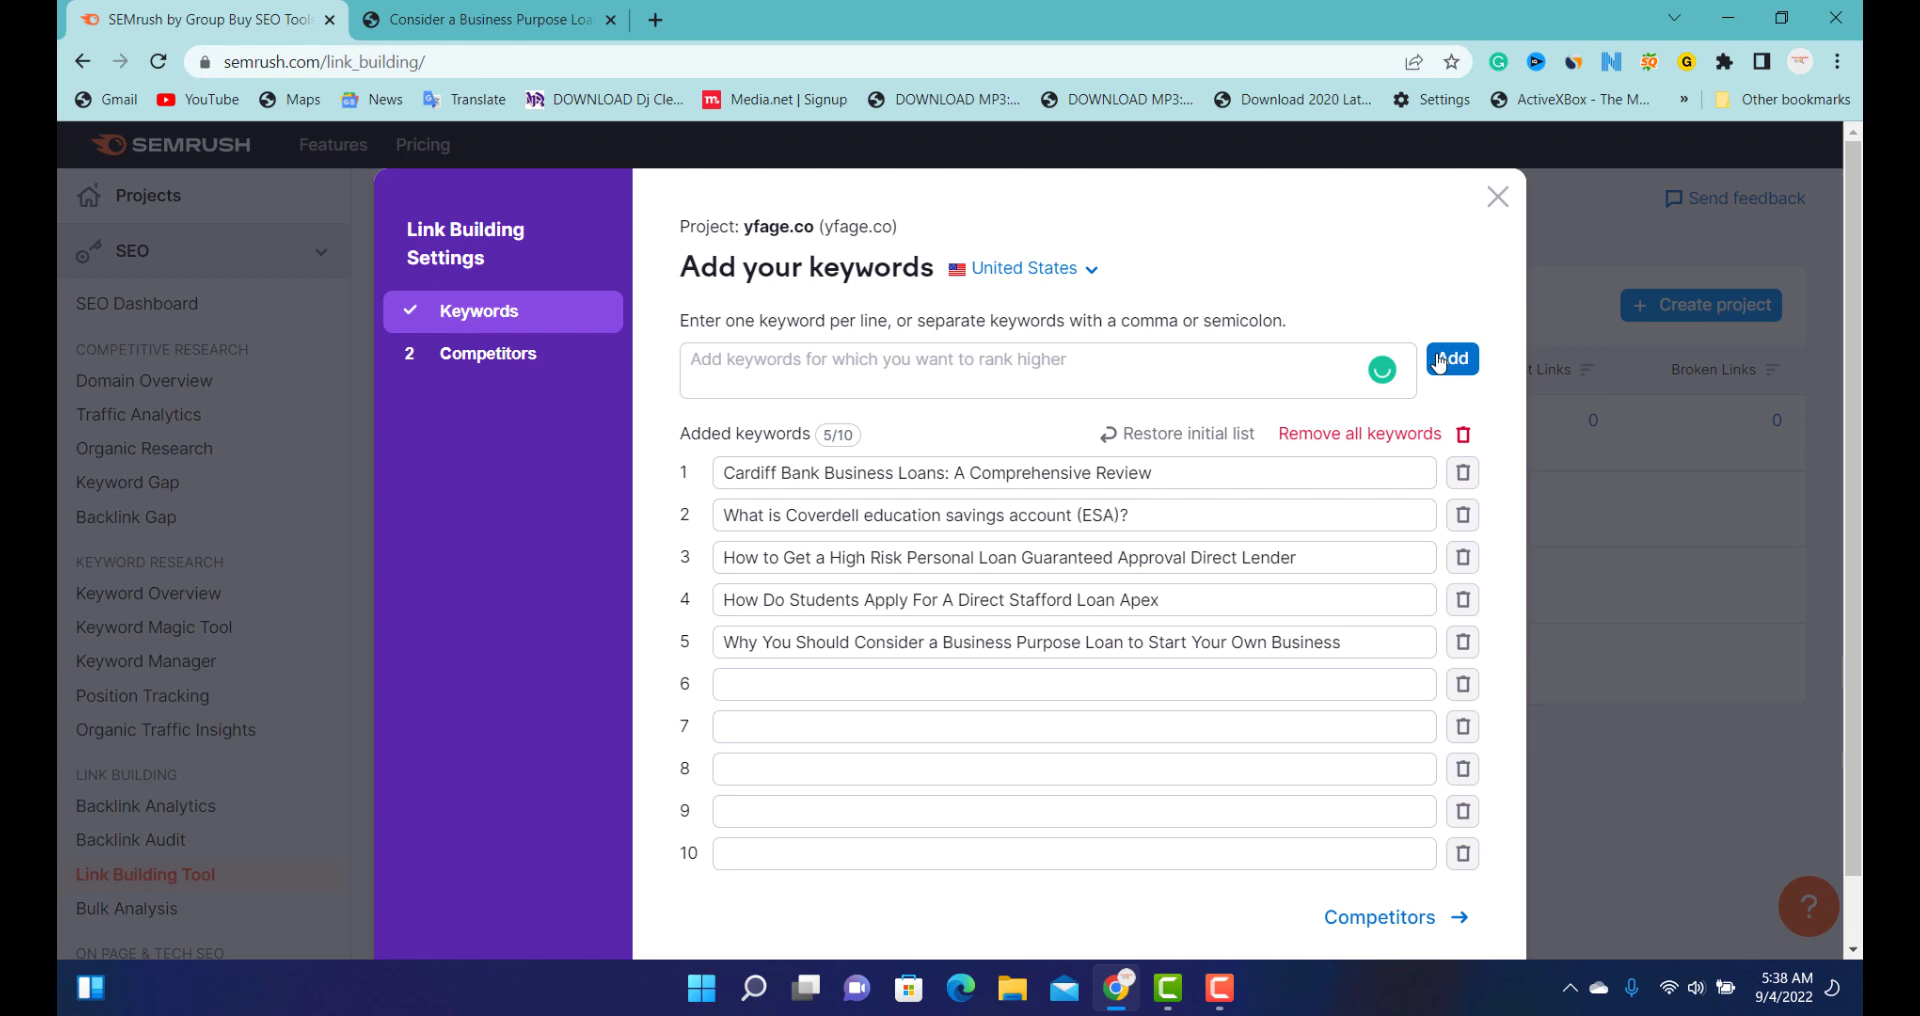 SEMrush by Group Buy SEO Tools
Consider a Business Purpose Loa
semrush.com/link_building/
Gmail
YouTube
Maps
News
Translate
DOWNLOAD Dj Cle...
Media.net | Signup
DOWNLOAD MP3:...
DOWNLOAD MP3:...
Download 2020 Lat...
Settings
ActiveXBox - The M...
»
Other bookmarks
SEMRUSH
Features
Pricing
Projects
SEO
SEO Dashboard
COMPETITIVE RESEARCH
Domain Overview
Traffic Analytics
Organic Research
Keyword Gap
Backlink Gap
KEYWORD RESEARCH
Keyword Overview
Keyword Magic Tool
Keyword Manager
Position Tracking
Organic Traffic Insights
LINK BUILDING
Backlink Analytics
Backlink Audit
Link Building Tool
Bulk Analysis
ON PAGE & TECH SEO
Link Building
Settings
Keywords
2 Competitors
Project: yfage.co (yfage.co)
Add your keywords
United States
Enter one keyword per line, or separate keywords with a comma or semicolon.
Add keywords for which you want to rank higher
Add
Added keywords 5/10
Restore initial list
Remove all keywords
1 Cardiff Bank Business Loans: A Comprehensive Review
2 What is Coverdell education savings account (ESA)?
3 How to Get a High Risk Personal Loan Guaranteed Approval Direct Lender
4 How Do Students Apply For A Direct Stafford Loan Apex
5 Why You Should Consider a Business Purpose Loan to Start Your Own Business
6
7
8
9
10
Competitors →
Send feedback
+ Create project
t Links
Broken Links
0
0
?
5:38 AM
9/4/2022